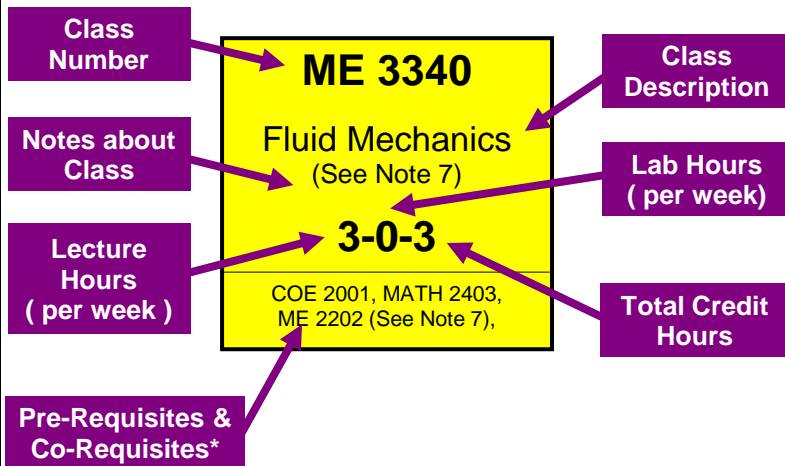 Class
Number
ME 3340
Class
Description
Fluid Mechanics
(See Note 7)
Notes about
Class
Lab Hours
( per week)
3-0-3
Lecture
Hours
( per week )
COE 2001, MATH 2403,
ME 2202 (See Note 7),
Total Credit
Hours
Pre-Requisites &
Co-Requisites*